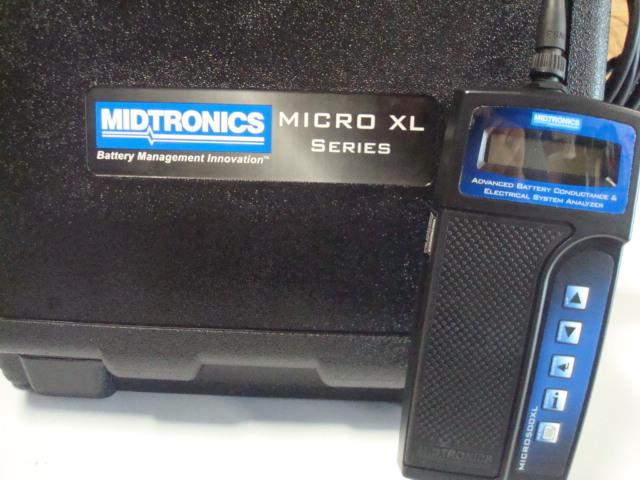 MIDTRONICS
Battery Management Innovation™
MICRO XL
SERIES
MIDTRONICS
ADVANCED BATTERY CONDUCTANCE &
ELECTRICAL SYSTEM ANALYZER
i
MICRO500XL
MIDTRONICS